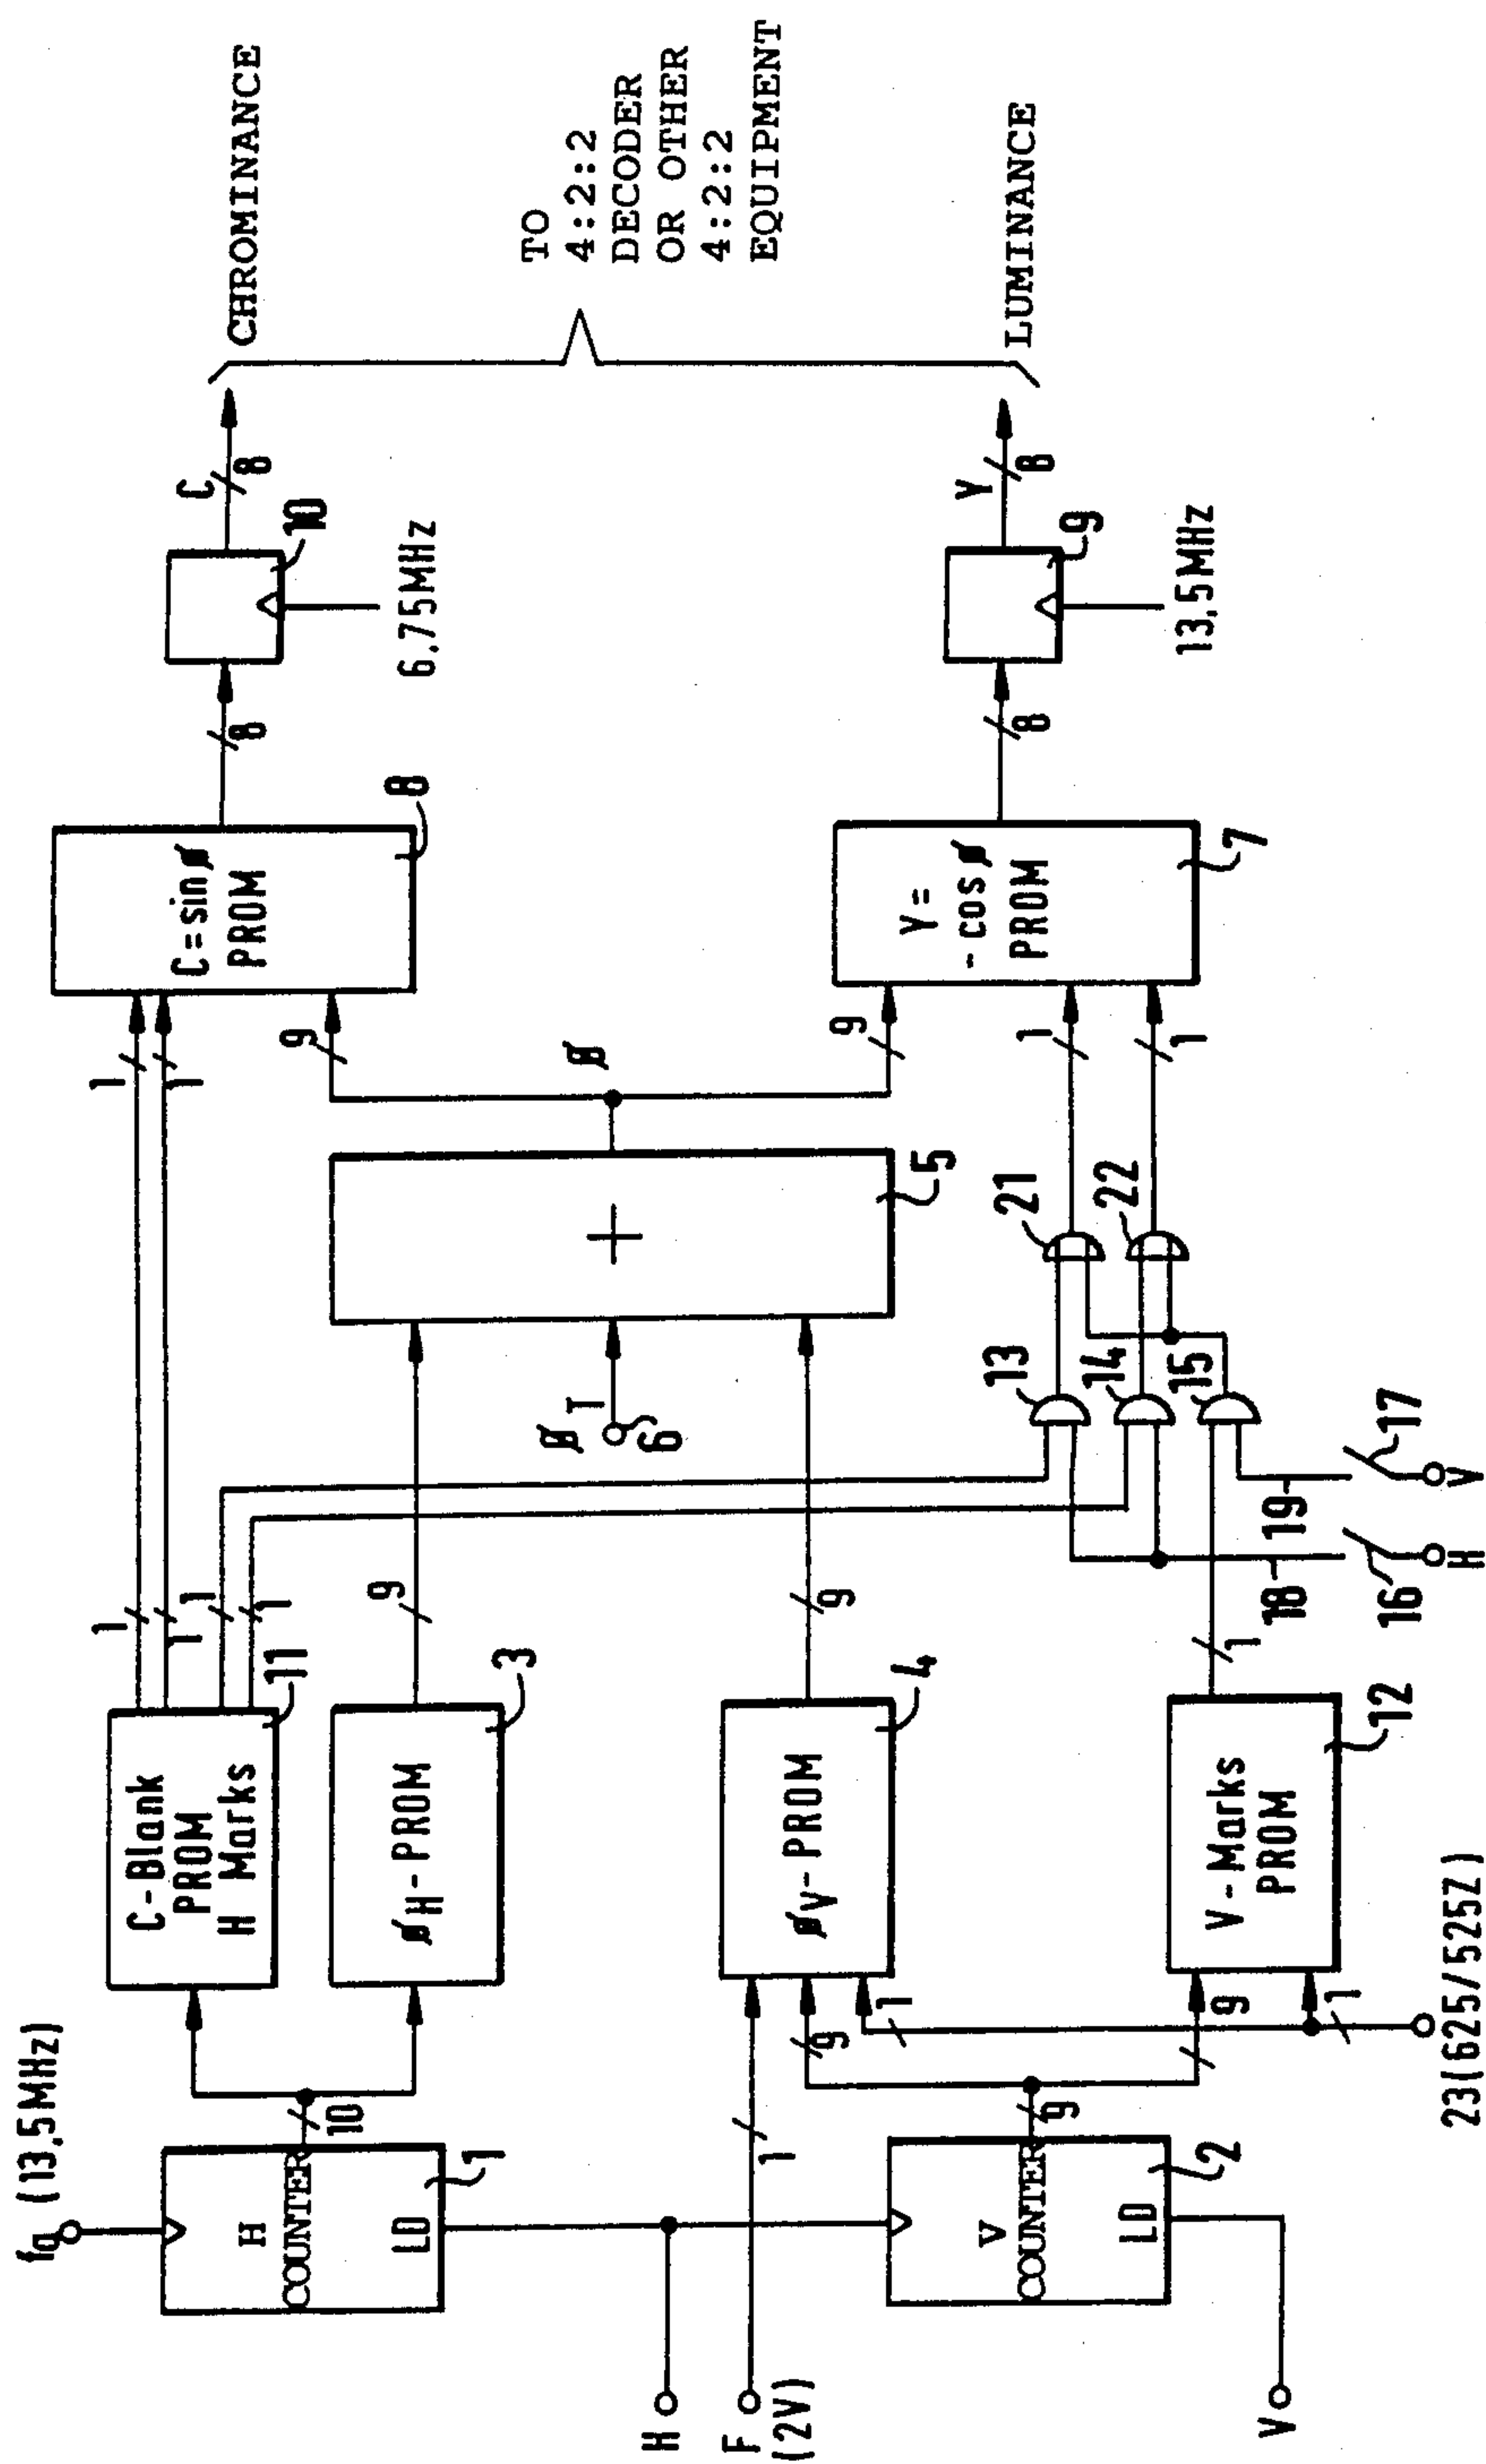 fq (13,5MHz)
H
COUNTER
LD
1
10
H
F
(2V)
1
V
COUNTER
LD
2
9
V
C-Blank
PROM
H Marks
11
1
1
1
1
øH-PROM
3
9
9
1
øV-PROM
4
9
9
1
V-Marks
PROM
12
1
23(625/525Z)
øT
6
+
5
ø
13
14
15
18
19
16
17
H
V
21
22
1
1
9
9
1
1
C=sinø
PROM
8
Y=
-cosø
PROM
7
8
8
10
6,75MHz
9
13,5MHz
C
8
Y
8
CHROMINANCE
TO
4:2:2
DECODER
OR OTHER
4:2:2
EQUIPMENT
LUMINANCE